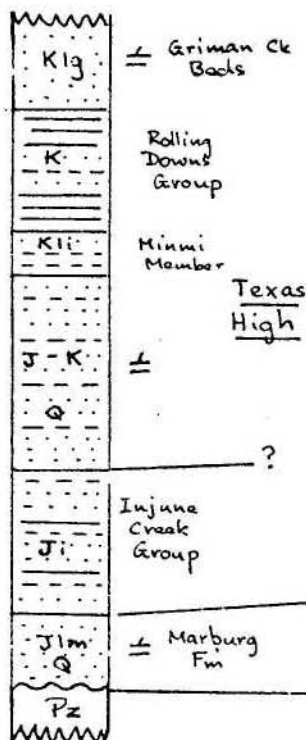 Klg
Griman Ck
Beds
K
Rolling
Downs
Group
Kli
Minmi
Member
Texas
High
J-K
Q
?
Injune
Creek
Group
Ji
Jlm
Q
Marburg
Fm
Pz